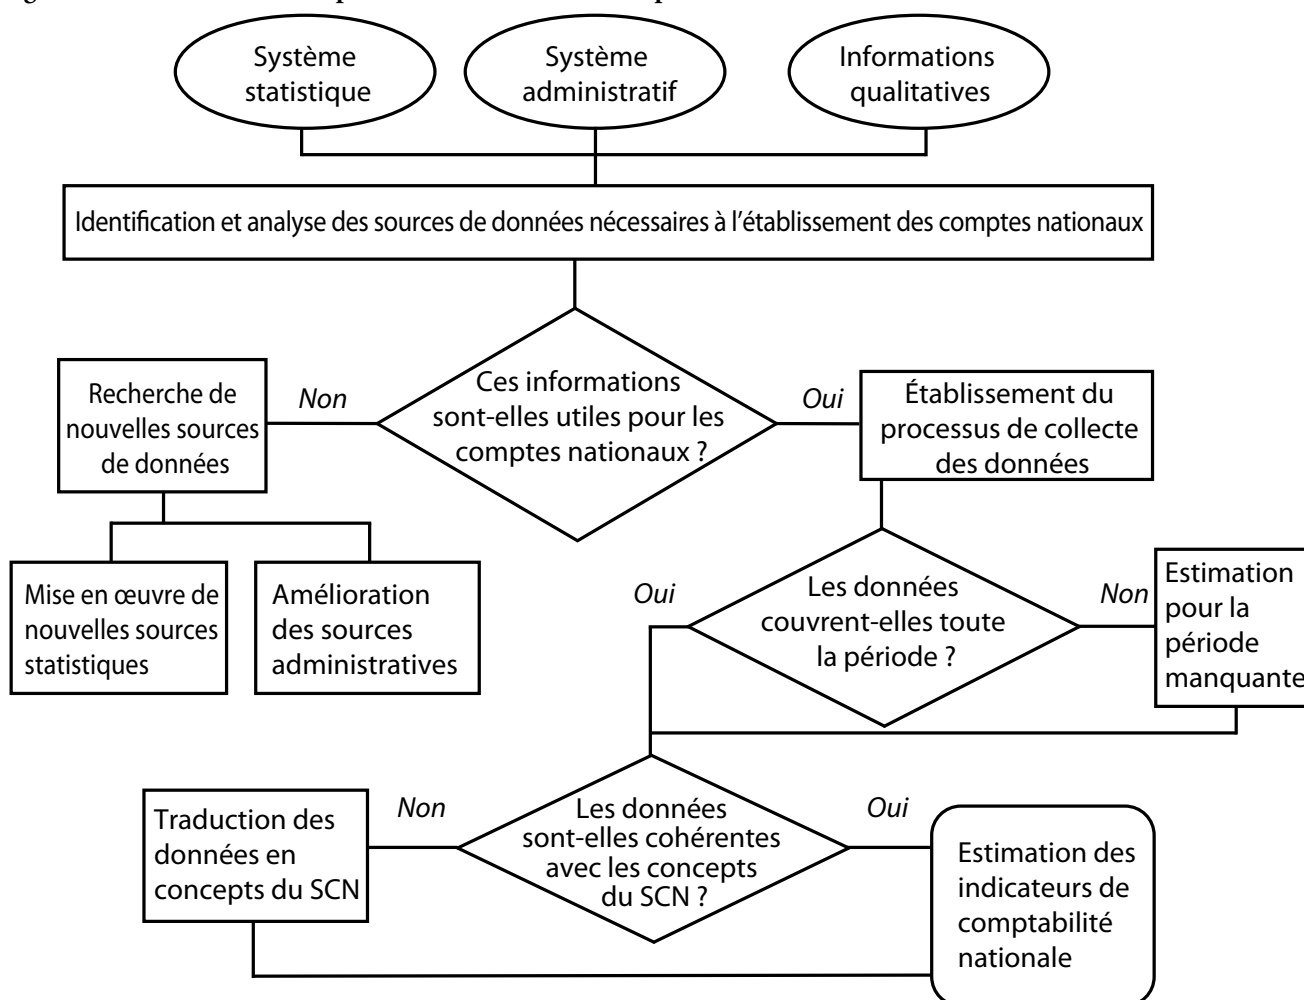 Système
statistique
Système
administratif
Informations
qualitatives
Identification et analyse des sources de données nécessaires à l’établissement des comptes nationaux
Ces informations
sont-elles utiles pour les
comptes nationaux ?
Non
Oui
Recherche de
nouvelles sources
de données
Établissement du
processus de collecte
des données
Mise en œuvre de
nouvelles sources
statistiques
Amélioration
des sources
administratives
Oui
Les données
couvrent-elles toute
la période ?
Non
Estimation
pour la
période
manquante
Traduction des
données en
concepts du SCN
Non
Les données
sont-elles cohérentes
avec les concepts
du SCN ?
Oui
Estimation des
indicateurs de
comptabilité
nationale